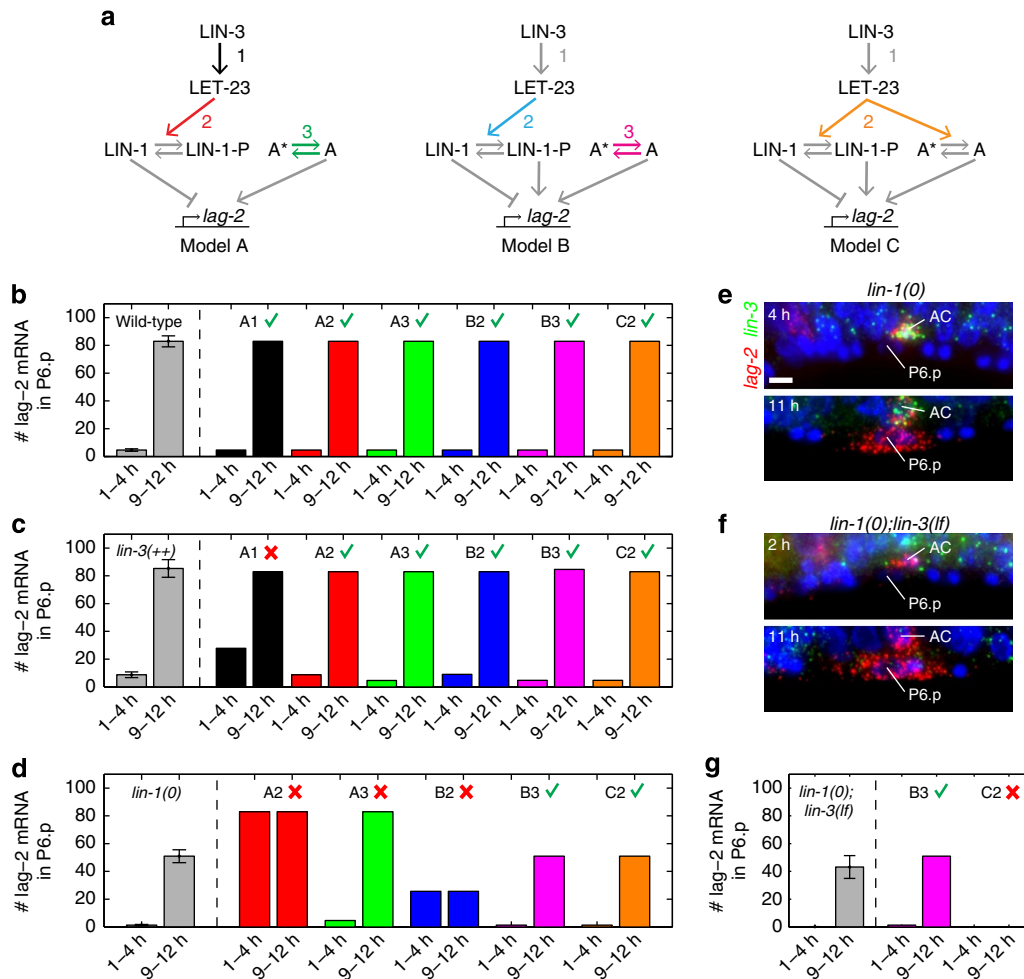 a
LIN-3
1
LET-23
2
3
LIN-1
LIN-1-P
A*
A
lag-2
Model A
LIN-3
1
LET-23
2
3
LIN-1
LIN-1-P
A*
A
lag-2
Model B
LIN-3
1
LET-23
2
LIN-1
LIN-1-P
A*
A
lag-2
Model C
b
# lag-2 mRNA
in P6.p
100
80
60
40
20
0
Wild-type
A1
A2
A3
B2
B3
C2
1–4 h
9–12 h
1–4 h
9–12 h
1–4 h
9–12 h
1–4 h
9–12 h
1–4 h
9–12 h
1–4 h
9–12 h
1–4 h
9–12 h
c
# lag-2 mRNA
in P6.p
100
80
60
40
20
0
lin-3(++)
A1
A2
A3
B2
B3
C2
1–4 h
9–12 h
1–4 h
9–12 h
1–4 h
9–12 h
1–4 h
9–12 h
1–4 h
9–12 h
1–4 h
9–12 h
1–4 h
9–12 h
d
# lag-2 mRNA
in P6.p
100
80
60
40
20
0
lin-1(0)
A2
A3
B2
B3
C2
1–4 h
9–12 h
1–4 h
9–12 h
1–4 h
9–12 h
1–4 h
9–12 h
1–4 h
9–12 h
1–4 h
9–12 h
e
lin-1(0)
lag-2 lin-3
4 h
AC
P6.p
11 h
AC
P6.p
f
lin-1(0);lin-3(lf)
2 h
AC
P6.p
11 h
AC
P6.p
g
# lag-2 mRNA
in P6.p
100
80
60
40
20
0
lin-1(0);
lin-3(lf)
B3
C2
1–4 h
9–12 h
1–4 h
9–12 h
1–4 h
9–12 h